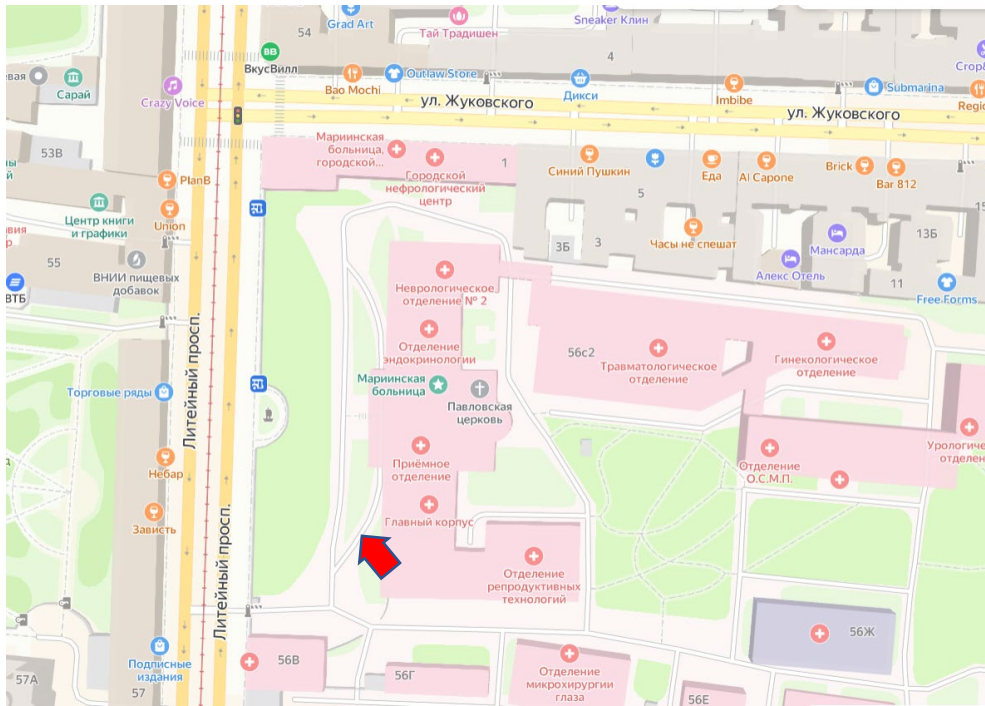 Grad Art
54
Тай Традишен
Sneaker Клин
4
ВкусВилл
Сарай
Crazy Voice
Bao Mochi
Outlaw Store
ул. Жуковского
Дикси
Imbibe
ул. Жуковского
Submarina
53В
Мариинская
больница,
городской...
Городской
нефрологический
центр
1
Синий Пушкин
5
Еда
Al Capone
Brick
Bar 812
PlanB
Центр книги
и графики
Union
3Б
3
Часы не спешат
Мансарда
13Б
55
ВНИИ пищевых
добавок
ВТБ
Неврологическое
отделение № 2
Алекс Отель
11
Free Forms
Литейный просп.
Отделение
эндокринологии
56с2
Травматологическое
отделение
Гинекологическое
отделение
Торговые ряды
Мариинская
больница
Павловская
церковь
Небар
Приёмное
отделение
Отделение
О.С.М.П.
Урологиче
отделен
Зависть
Главный корпус
Литейный просп.
Отделение
репродуктивных
технологий
56Ж
Подписные
издания
56В
56Г
Отделение
микрохирургии
глаза
57А
57
56Е